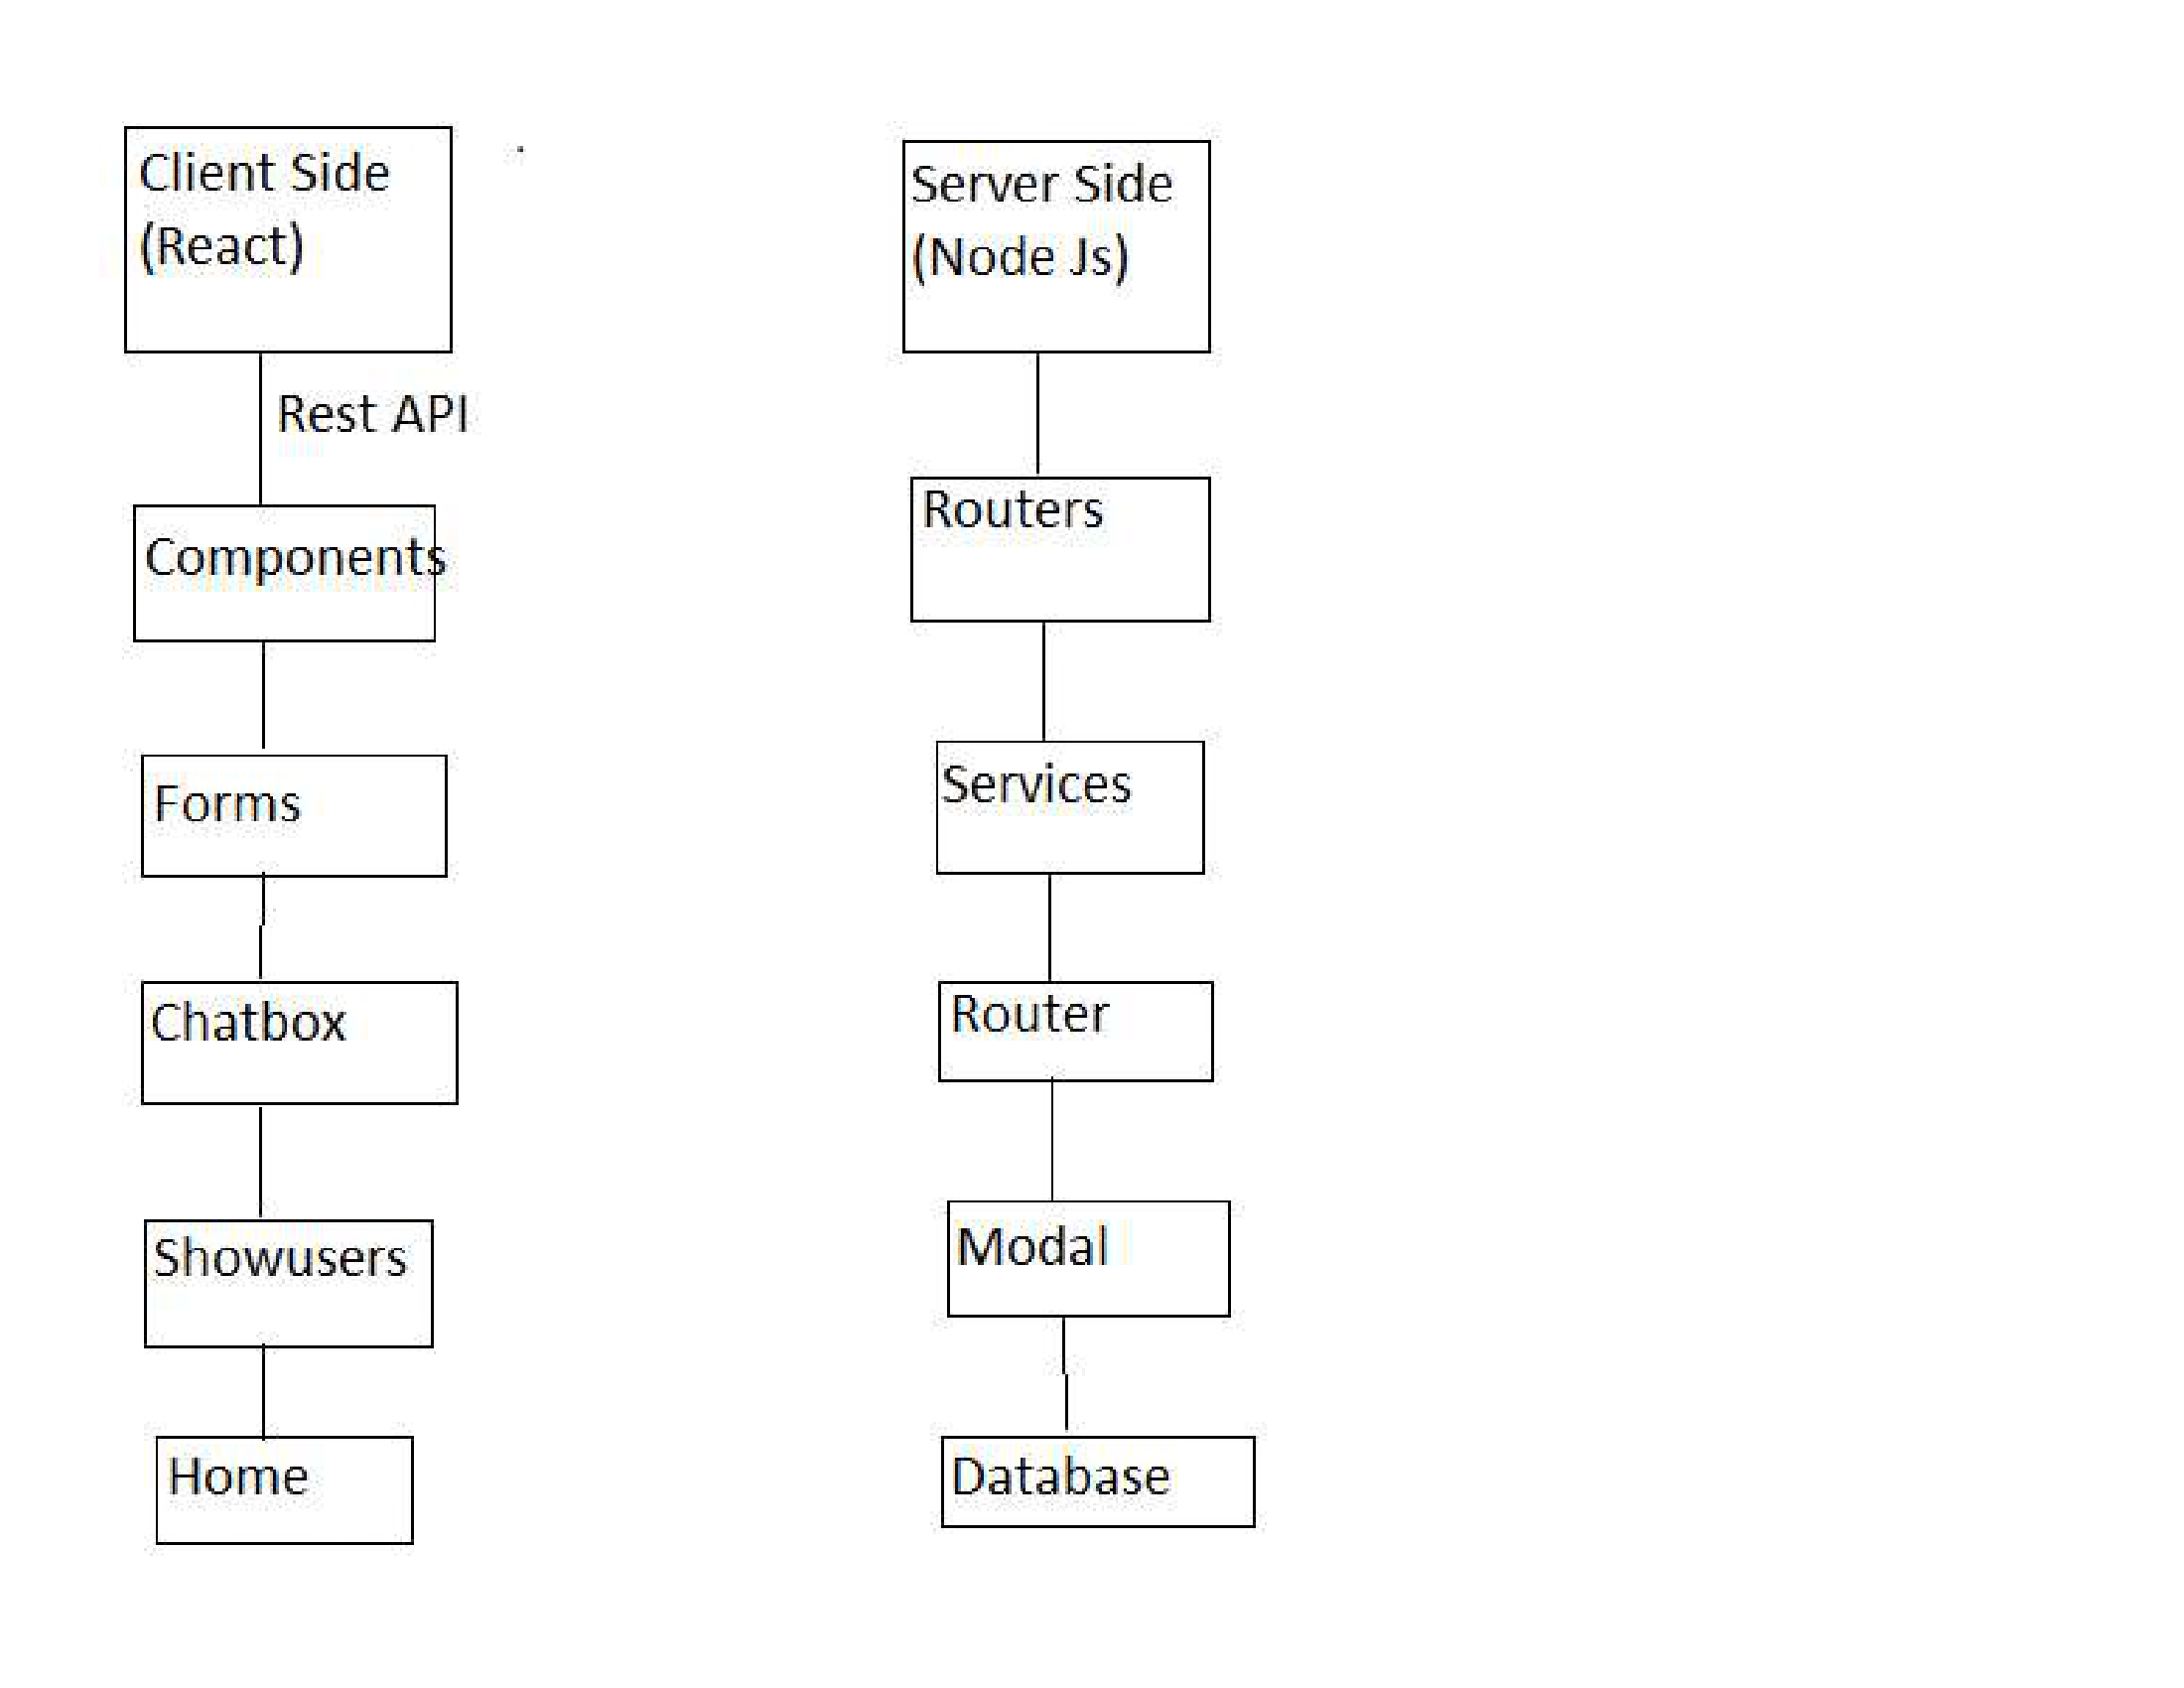 Client Side
(React)
Rest API
Components
Forms
Chatbox
Showusers
Home
Server Side
(Node Js)
Routers
Services
Router
Modal
Database